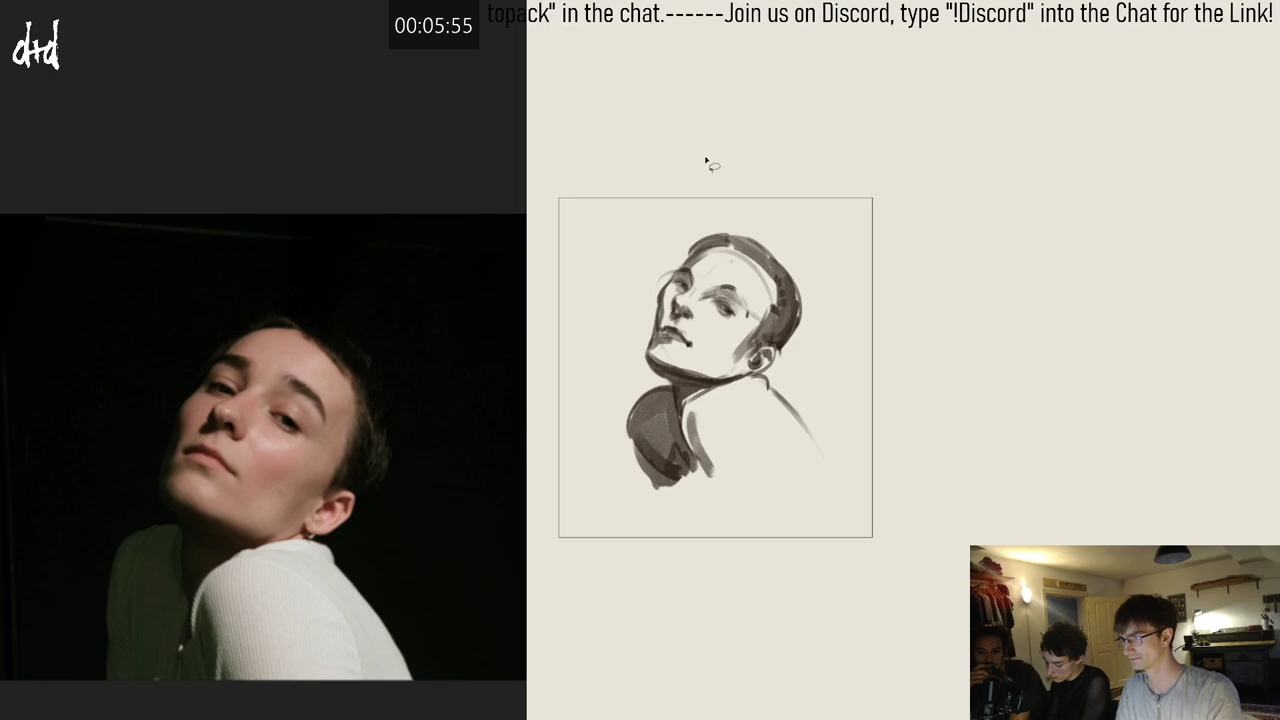 d+d
00:05:55
topack" in the chat.------Join us on Discord, type "!Discord" into the Chat for the Link!